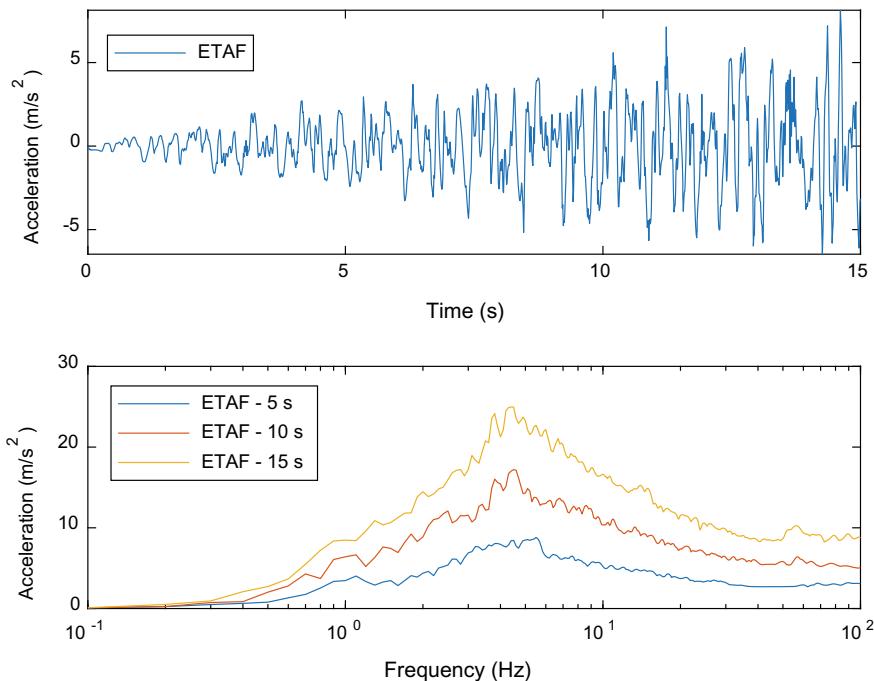 Acceleration (m/s²)
5
0
-5
ETAF
0 5 10 15
Time (s)
Acceleration (m/s²)
30
20
10
0
ETAF - 5 s
ETAF - 10 s
ETAF - 15 s
10⁻¹ 10⁰ 10¹ 10²
Frequency (Hz)